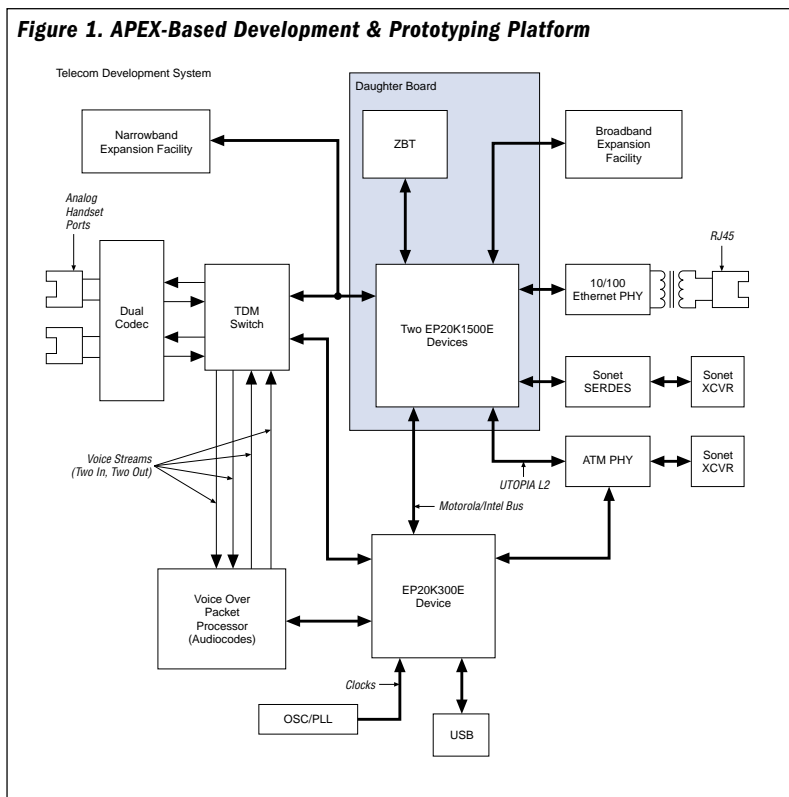 Figure 1. APEX-Based Development & Prototyping Platform
Telecom Development System
Daughter Board
Narrowband
Expansion Facility
ZBT
Broadband
Expansion
Facility
Analog
Handset
Ports
RJ45
Dual
Codec
TDM
Switch
Two EP20K1500E
Devices
10/100
Ethernet PHY
Sonet
SERDES
Sonet
XCVR
Voice Streams
(Two In, Two Out)
ATM PHY
Sonet
XCVR
UTOPIA L2
Motorola/Intel Bus
Voice Over
Packet
Processor
(Audiocodes)
EP20K300E
Device
Clocks
OSC/PLL
USB